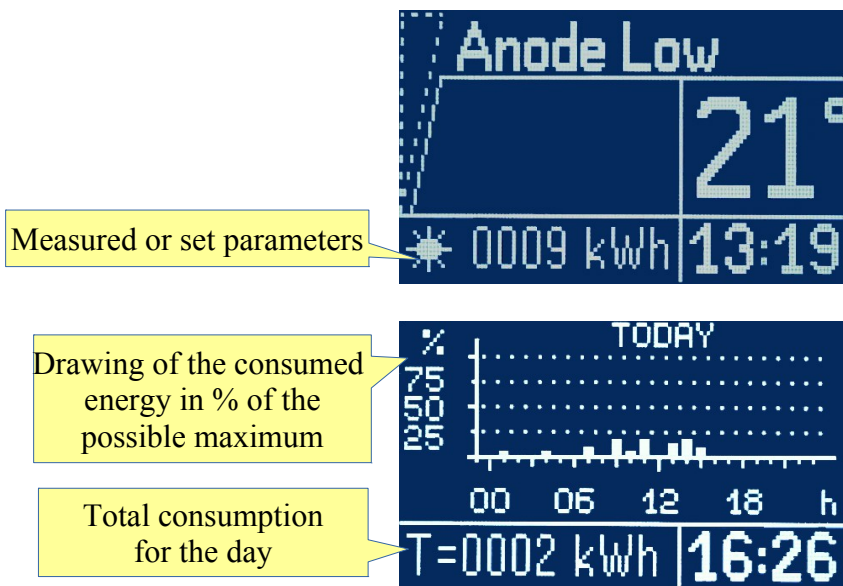 Anode Low
21°
Measured or set parameters
0009 kWh
13:19
Drawing of the consumed
energy in % of the
possible maximum
%
TODAY
75
50
25
00 06 12 18 h
Total consumption
for the day
T=0002 kWh
16:26